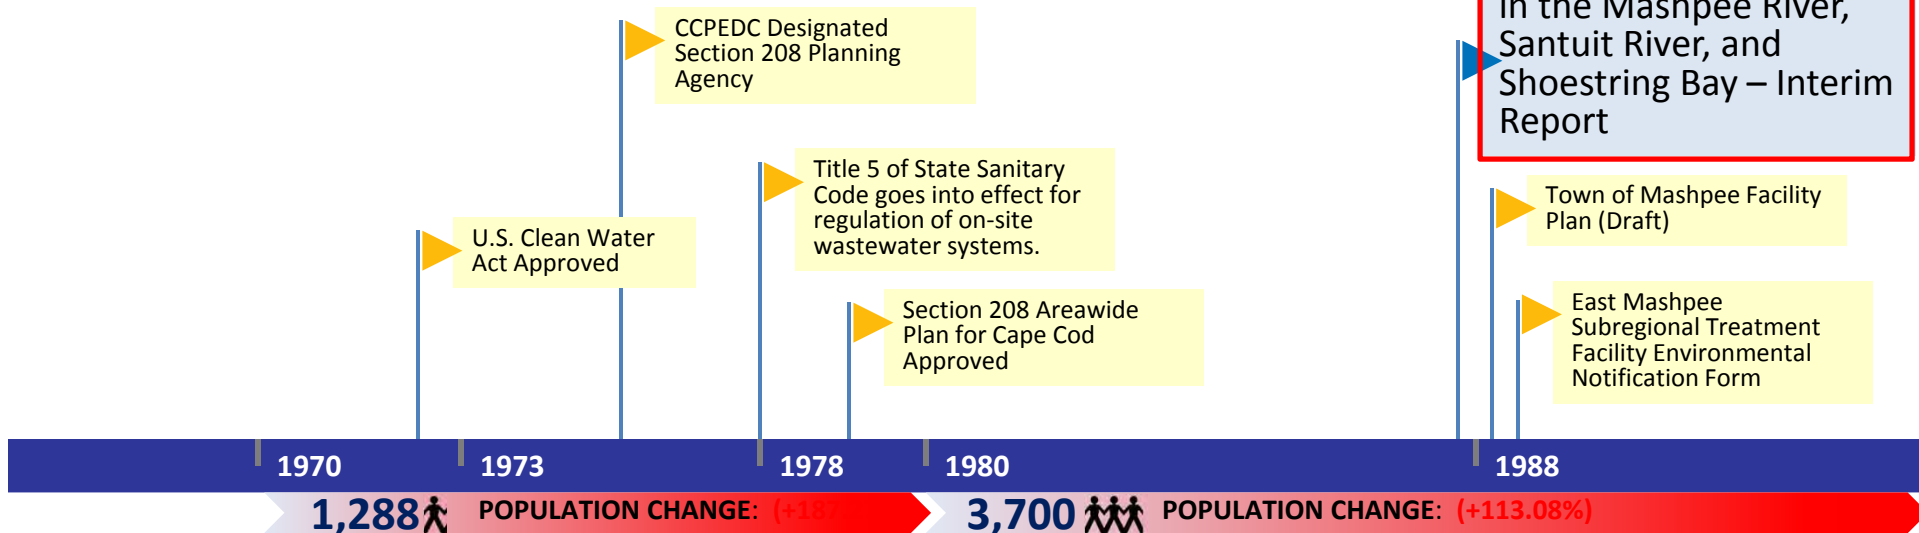 CCPEDC Designated
Section 208 Planning
Agency
in the Mashpee River,
Santuit River, and
Shoestring Bay – Interim
Report
Title 5 of State Sanitary
Code goes into effect for
regulation of on-site
wastewater systems.
Town of Mashpee Facility
Plan (Draft)
U.S. Clean Water
Act Approved
Section 208 Areawide
Plan for Cape Cod
Approved
East Mashpee
Subregional Treatment
Facility Environmental
Notification Form
1970 1973 1978 1980 1988
1,288 POPULATION CHANGE: (+187 3,700 POPULATION CHANGE: (+113.08%)